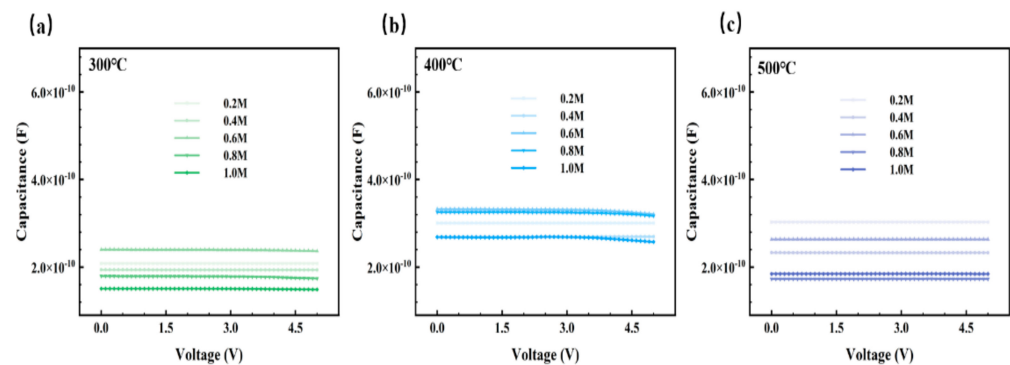 (a)
300℃
6.0×10⁻¹⁰
4.0×10⁻¹⁰
2.0×10⁻¹⁰
Capacitance (F)
0.2M
0.4M
0.6M
0.8M
1.0M
0.0 1.5 3.0 4.5
Voltage (V)
(b)
400℃
6.0×10⁻¹⁰
4.0×10⁻¹⁰
2.0×10⁻¹⁰
Capacitance (F)
0.2M
0.4M
0.6M
0.8M
1.0M
0.0 1.5 3.0 4.5
Voltage (V)
(c)
500℃
6.0×10⁻¹⁰
4.0×10⁻¹⁰
2.0×10⁻¹⁰
Capacitance (F)
0.2M
0.4M
0.6M
0.8M
1.0M
0.0 1.5 3.0 4.5
Voltage (V)